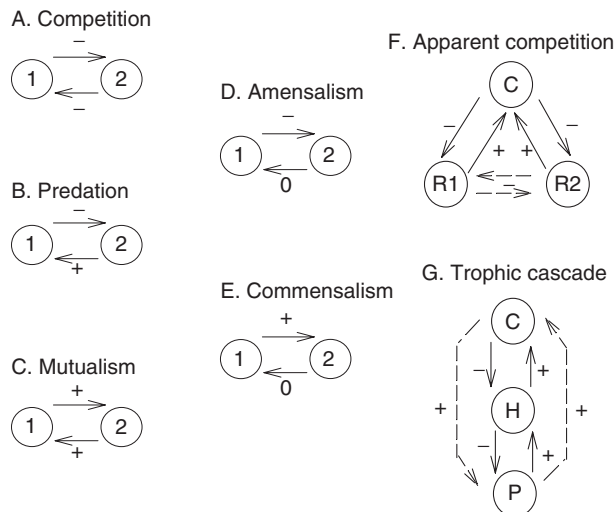 A. Competition
−
1 2
−
B. Predation
−
1 2
+
C. Mutualism
+
1 2
+
D. Amensalism
−
1 2
0
E. Commensalism
+
1 2
0
F. Apparent competition
C
− + + −
R1 − R2
G. Trophic cascade
C
− +
+ H +
− +
P